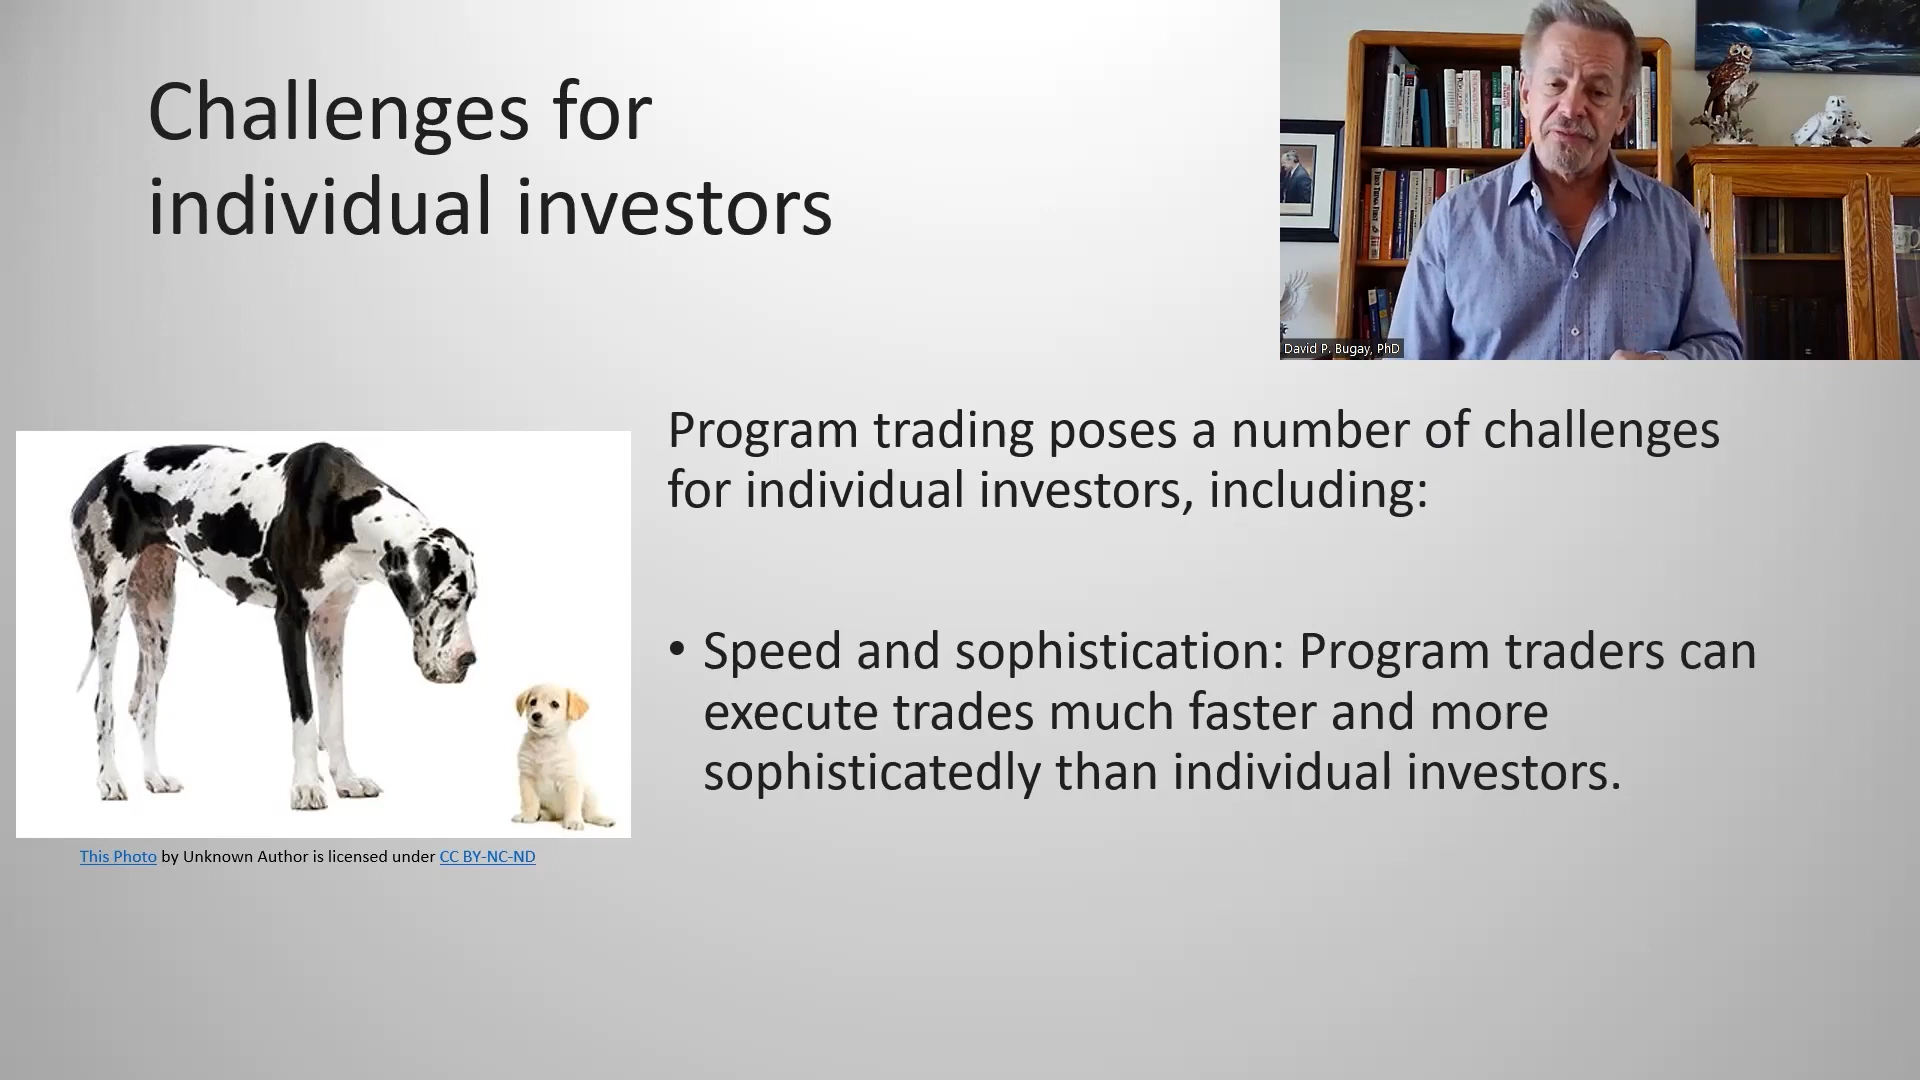 Challenges for
individual investors
David P. Bugay, PhD
Program trading poses a number of challenges
for individual investors, including:
• Speed and sophistication: Program traders can
execute trades much faster and more
sophisticatedly than individual investors.
This Photo by Unknown Author is licensed under CC BY-NC-ND